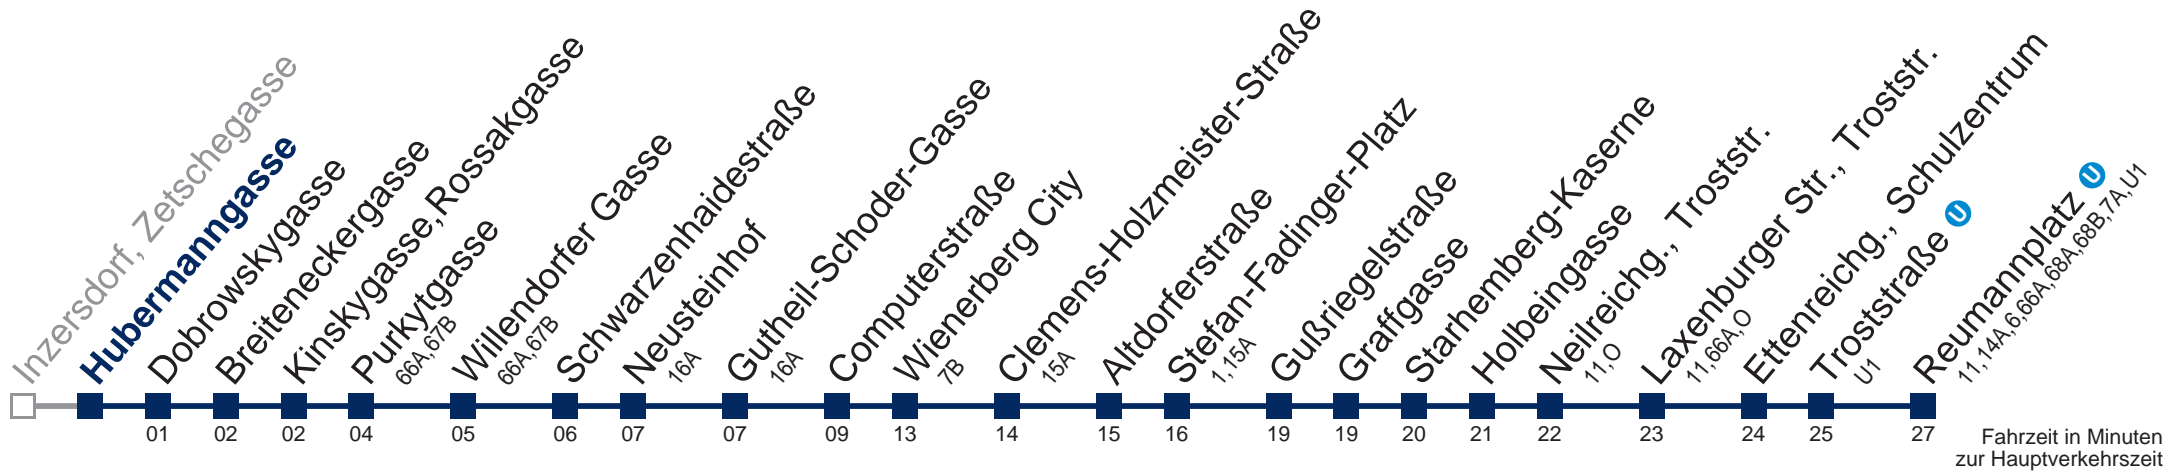 Inzersdorf, Zetschegasse
Hubermanngasse
Dobrowskygasse
Breiteneckergasse
Kinskygasse,Rossakgasse
Purkytgasse
66A,67B
Willendorfer Gasse
66A,67B
Schwarzenhaidestraße
Neusteinhof
16A
Gutheil-Schoder-Gasse
16A
Computerstraße
Wienerberg City
7B
Clemens-Holzmeister-Straße
15A
Altdorferstraße
Stefan-Fadinger-Platz
1,15A
Gußriegelstraße
Graffgasse
Starhemberg-Kaserne
Holbeingasse
Neilreichg., Troststr.
11,O
Laxenburger Str., Troststr.
11,66A,O
Ettenreichg., Schulzentrum
Troststraße U
U1
Reumannplatz U
11,14A,6,66A,68A,68B,7A,U1
01 02 02 04 05 06 07 07 09 13 14 15 16 19 19 20 21 22 23 24 25 27
Fahrzeit in Minuten
zur Hauptverkehrszeit